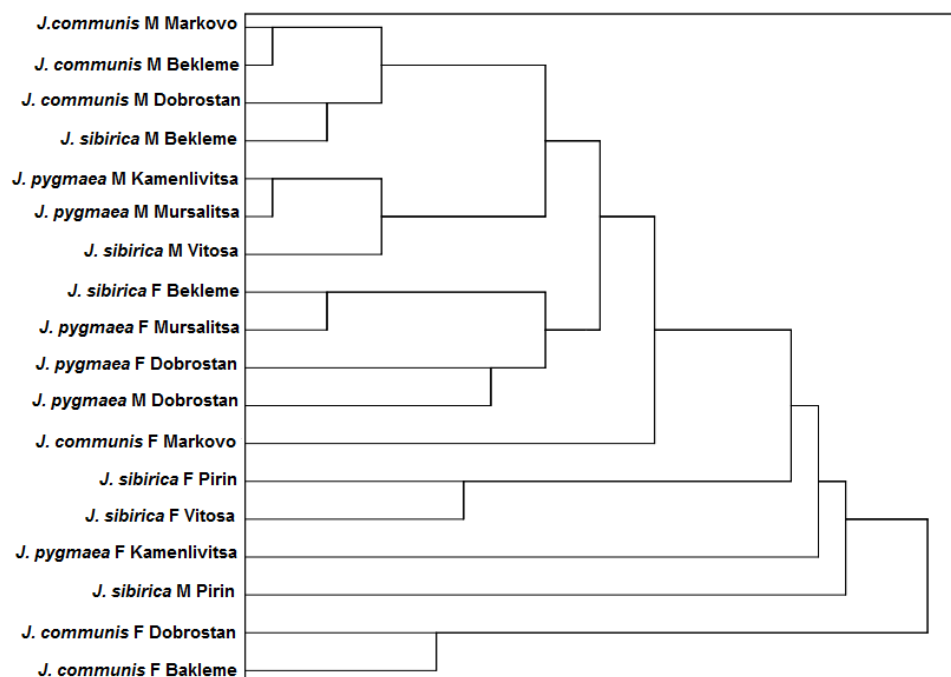 J.communis M Markovo
J. communis M Bekleme
J. communis M Dobrostan
J. sibirica M Bekleme
J. pygmaea M Kamenlivitsa
J. pygmaea M Mursalitsa
J. sibirica M Vitosa
J. sibirica F Bekleme
J. pygmaea F Mursalitsa
J. pygmaea F Dobrostan
J. pygmaea M Dobrostan
J. communis F Markovo
J. sibirica F Pirin
J. sibirica F Vitosa
J. pygmaea F Kamenlivitsa
J. sibirica M Pirin
J. communis F Dobrostan
J. communis F Bakleme